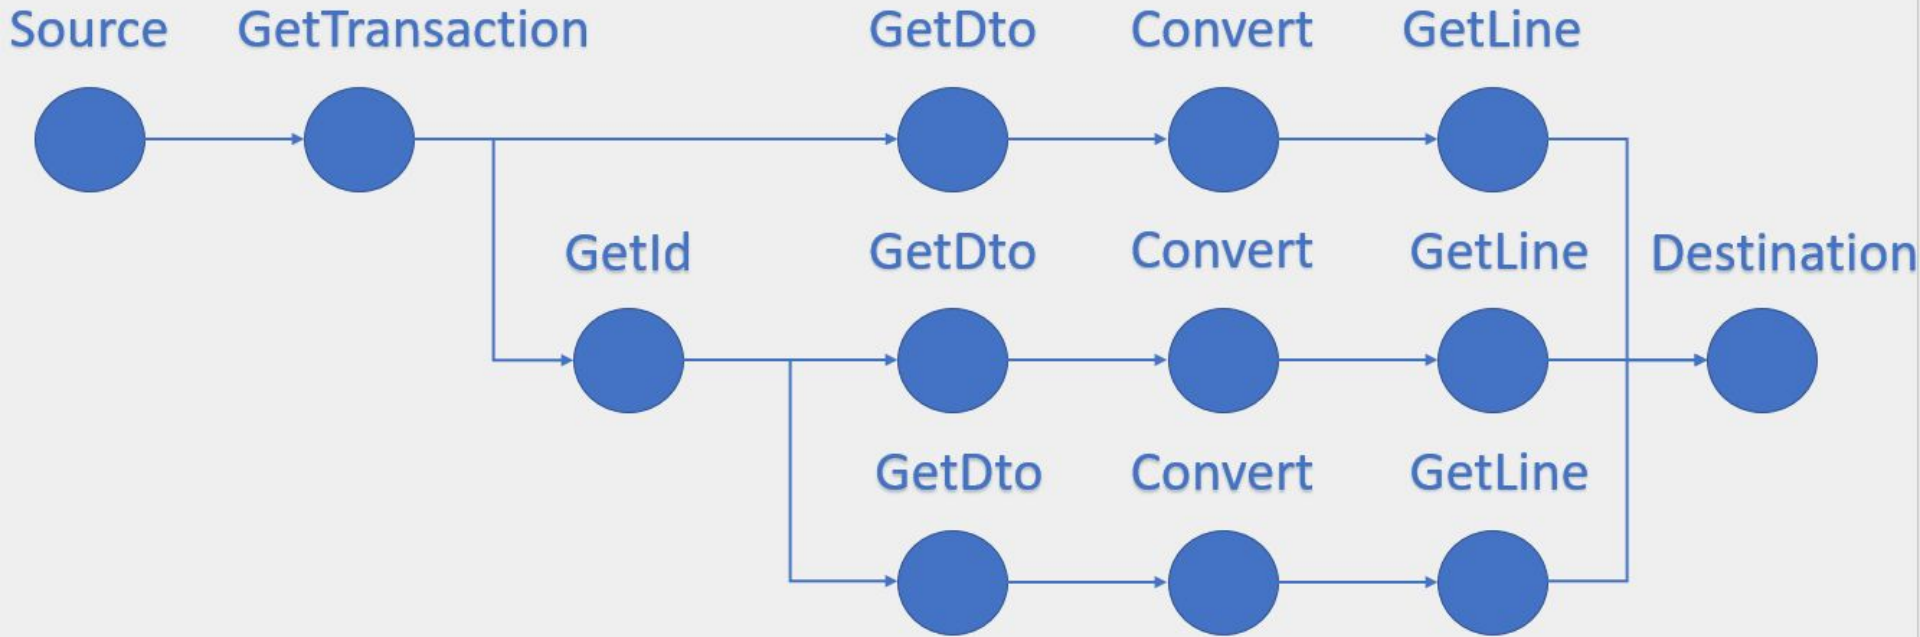 Source GetTransaction GetDto Convert GetLine
GetId GetDto Convert GetLine Destination
GetDto Convert GetLine